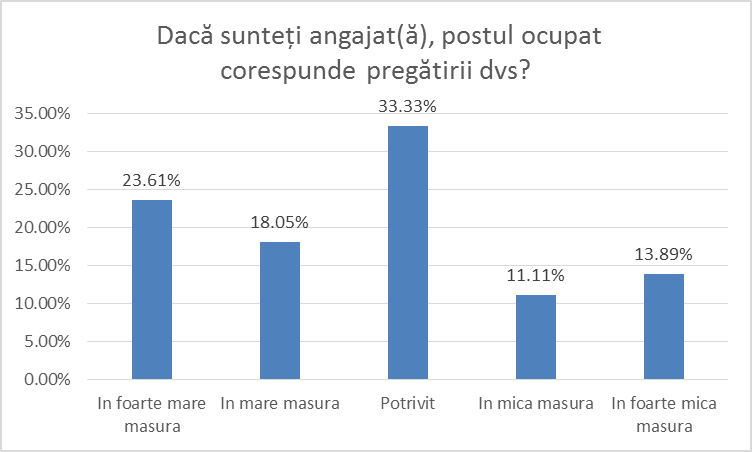 Dacă sunteți angajat(ă), postul ocupat
corespunde pregătirii dvs?
35.00%
30.00%
25.00%
20.00%
15.00%
10.00%
5.00%
0.00%
23.61%
18.05%
33.33%
11.11%
13.89%
In foarte mare
masura
In mare masura
Potrivit
In mica masura
In foarte mica
masura